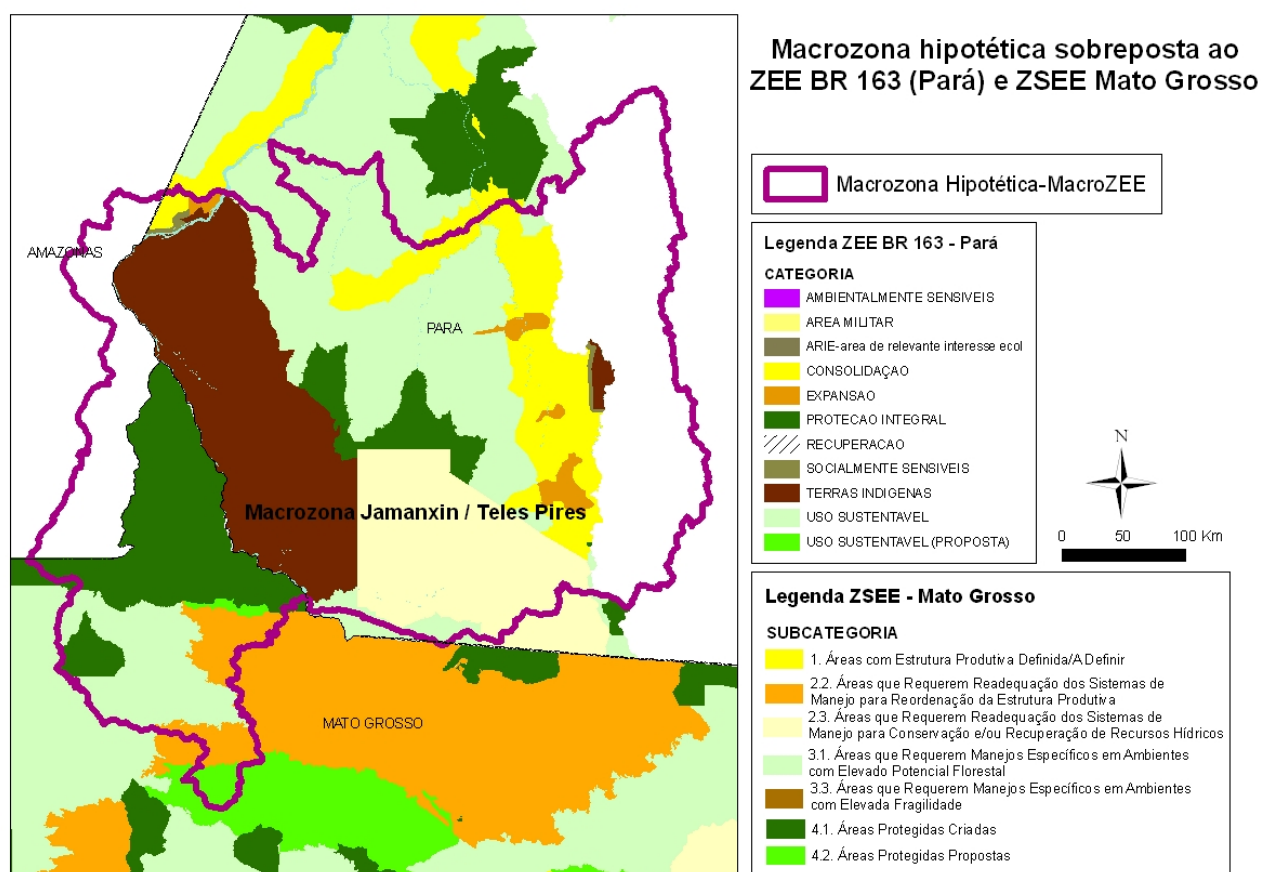 Macrozona hipotética sobreposta ao
ZEE BR 163 (Pará) e ZSEE Mato Grosso
Macrozona Hipotética-MacroZEE
Legenda ZEE BR 163 - Pará
CATEGORIA
AMBIENTALMENTE SENSIVEIS
AREA MILITAR
ARIE-area de relevante interesse ecol
CONSOLIDAÇAO
EXPANSAO
PROTECAO INTEGRAL
RECUPERACAO
SOCIALMENTE SENSIVEIS
TERRAS INDIGENAS
USO SUSTENTAVEL
USO SUSTENTAVEL (PROPOSTA)
N
0 50 100 Km
Legenda ZSEE - Mato Grosso
SUBCATEGORIA
1. Áreas com Estrutura Produtiva Definida/A Definir
2.2. Áreas que Requerem Readequação dos Sistemas de
Manejo para Reordenação da Estrutura Produtiva
2.3. Áreas que Requerem Readequação dos Sistemas de
Manejo para Conservação e/ou Recuperação de Recursos Hídricos
3.1. Áreas que Requerem Manejos Específicos em Ambientes
com Elevado Potencial Florestal
3.3. Áreas que Requerem Manejos Específicos em Ambientes
com Elevada Fragilidade
4.1. Áreas Protegidas Criadas
4.2. Áreas Protegidas Propostas
AMAZONAS
PARA
Macrozona Jamanxin / Teles Pires
MATO GROSSO